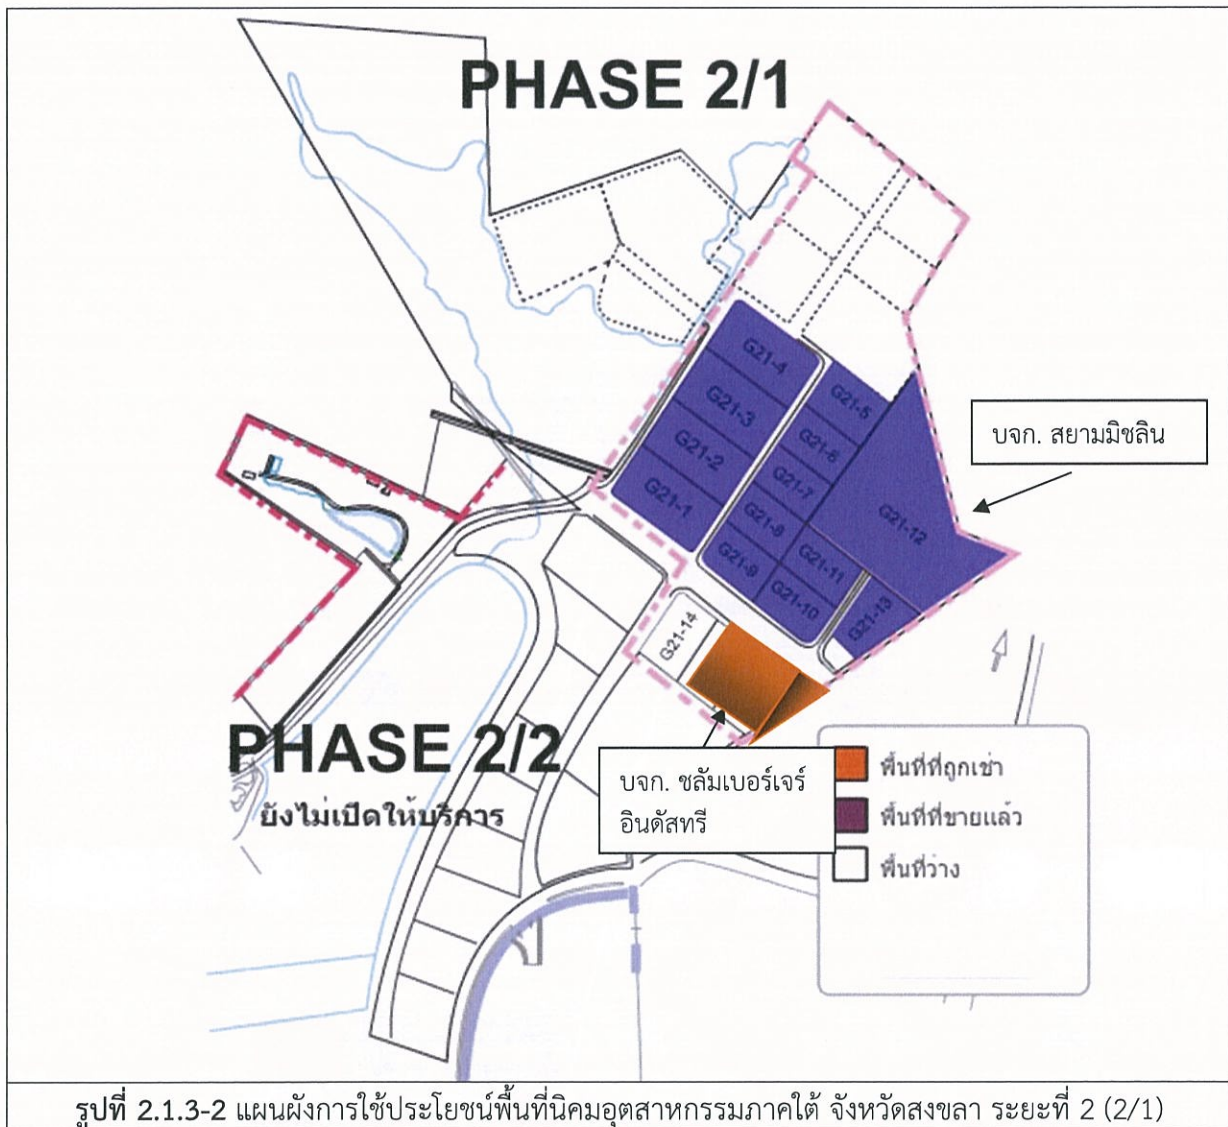 PHASE 2/1
G21-4
G21-3
G21-2
G21-1
G21-5
G21-6
G21-7
G21-8
G21-9
G21-10
G21-11
G21-12
G21-13
G21-14
บจก. สยามมิชลิน
PHASE 2/2
ยังไม่เปิดให้บริการ
บจก. ชลัมเบอร์เจร์
อินดัสทรี
พื้นที่ที่ถูกเช่า
พื้นที่ที่ขายแล้ว
พื้นที่ว่าง
รูปที่ 2.1.3-2 แผนผังการใช้ประโยชน์พื้นที่นิคมอุตสาหกรรมภาคใต้ จังหวัดสงขลา ระยะที่ 2 (2/1)